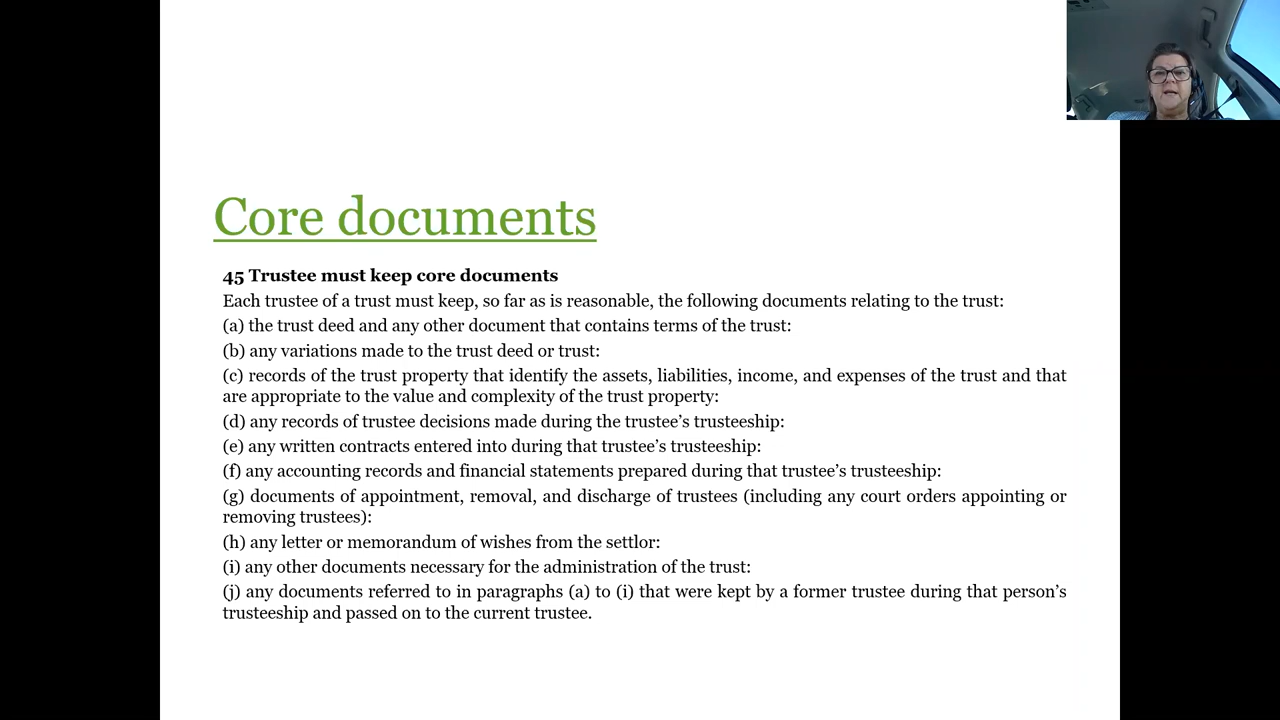 Core documents
45 Trustee must keep core documents
Each trustee of a trust must keep, so far as is reasonable, the following documents relating to the trust:
(a) the trust deed and any other document that contains terms of the trust:
(b) any variations made to the trust deed or trust:
(c) records of the trust property that identify the assets, liabilities, income, and expenses of the trust and that
are appropriate to the value and complexity of the trust property:
(d) any records of trustee decisions made during the trustee’s trusteeship:
(e) any written contracts entered into during that trustee’s trusteeship:
(f) any accounting records and financial statements prepared during that trustee’s trusteeship:
(g) documents of appointment, removal, and discharge of trustees (including any court orders appointing or
removing trustees):
(h) any letter or memorandum of wishes from the settlor:
(i) any other documents necessary for the administration of the trust:
(j) any documents referred to in paragraphs (a) to (i) that were kept by a former trustee during that person’s
trusteeship and passed on to the current trustee.